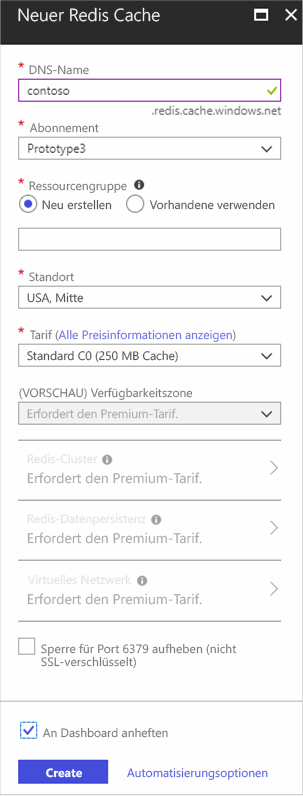 Neuer Redis Cache
* DNS-Name
contoso
.redis.cache.windows.net
* Abonnement
Prototype3
* Ressourcengruppe
Neu erstellen Vorhandene verwenden
* Standort
USA, Mitte
* Tarif (Alle Preisinformationen anzeigen)
Standard C0 (250 MB Cache)
(VORSCHAU) Verfügbarkeitszone
Erfordert den Premium-Tarif.
Redis-Cluster
Erfordert den Premium-Tarif.
Redis-Datenpersistenz
Erfordert den Premium-Tarif.
Virtuelles Netzwerk
Erfordert den Premium-Tarif.
Sperre für Port 6379 aufheben (nicht
SSL-verschlüsselt)
An Dashboard anheften
Create Automatisierungsoptionen